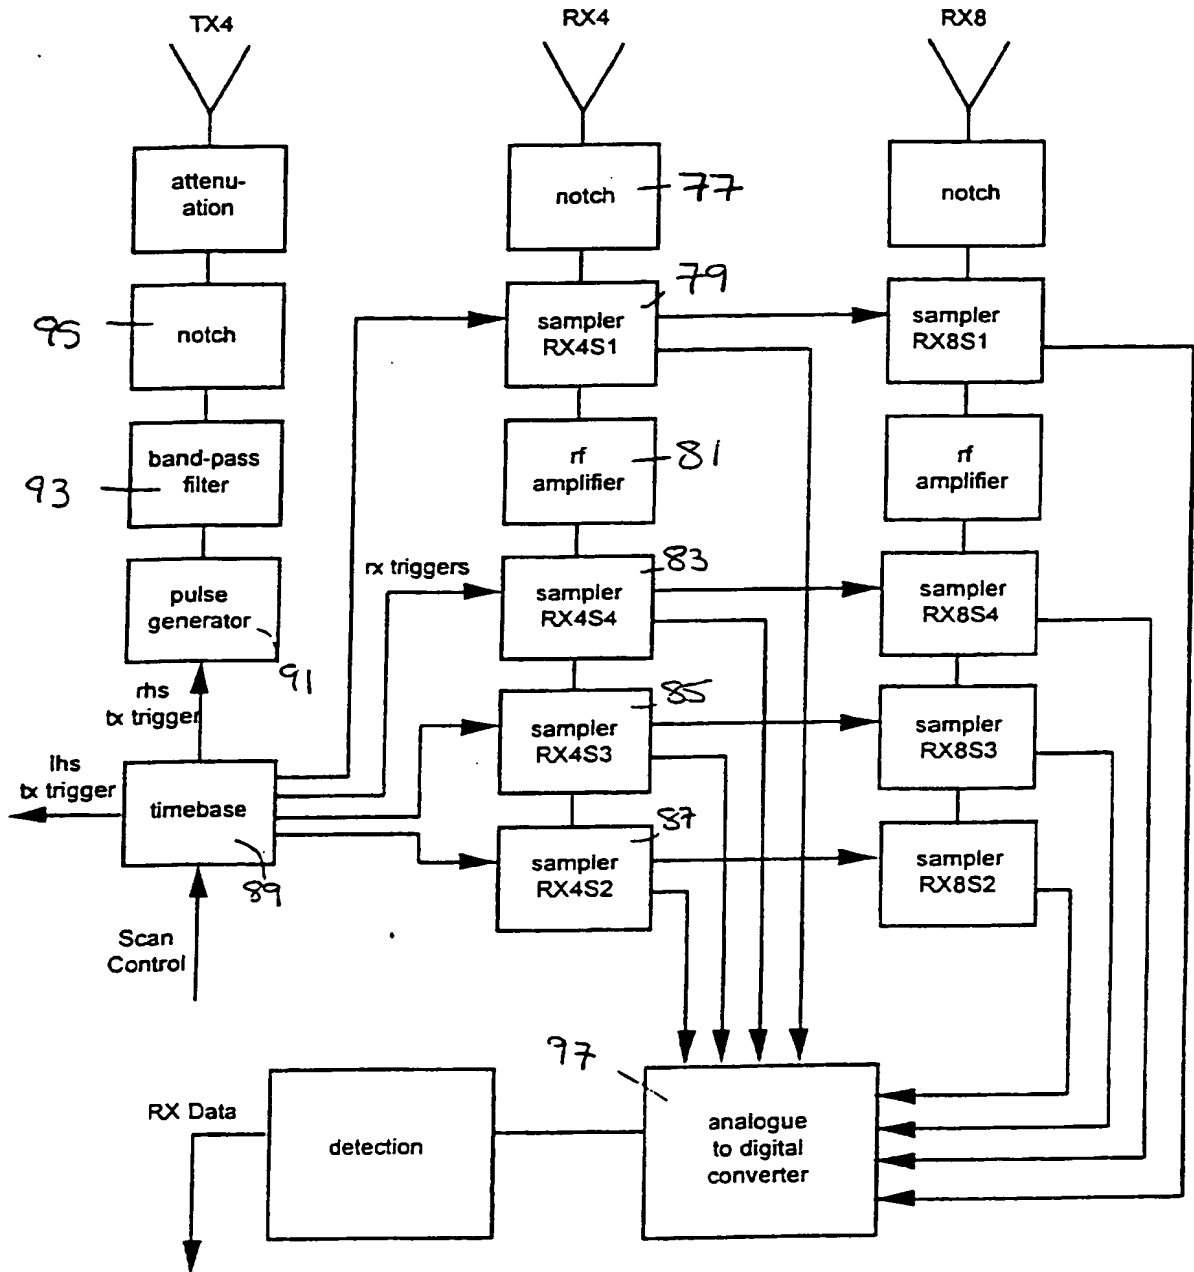 TX4
RX4
RX8
attenu-
ation
notch
77
notch
79
95
notch
sampler
RX4S1
sampler
RX8S1
93
band-pass
filter
rf
amplifier
81
rf
amplifier
rx triggers
83
pulse
generator
91
sampler
RX4S4
sampler
RX8S4
rhs
tx trigger
85
sampler
RX4S3
sampler
RX8S3
lhs
tx trigger
timebase
89
87
sampler
RX4S2
sampler
RX8S2
Scan
Control
97
RX Data
detection
analogue
to digital
converter